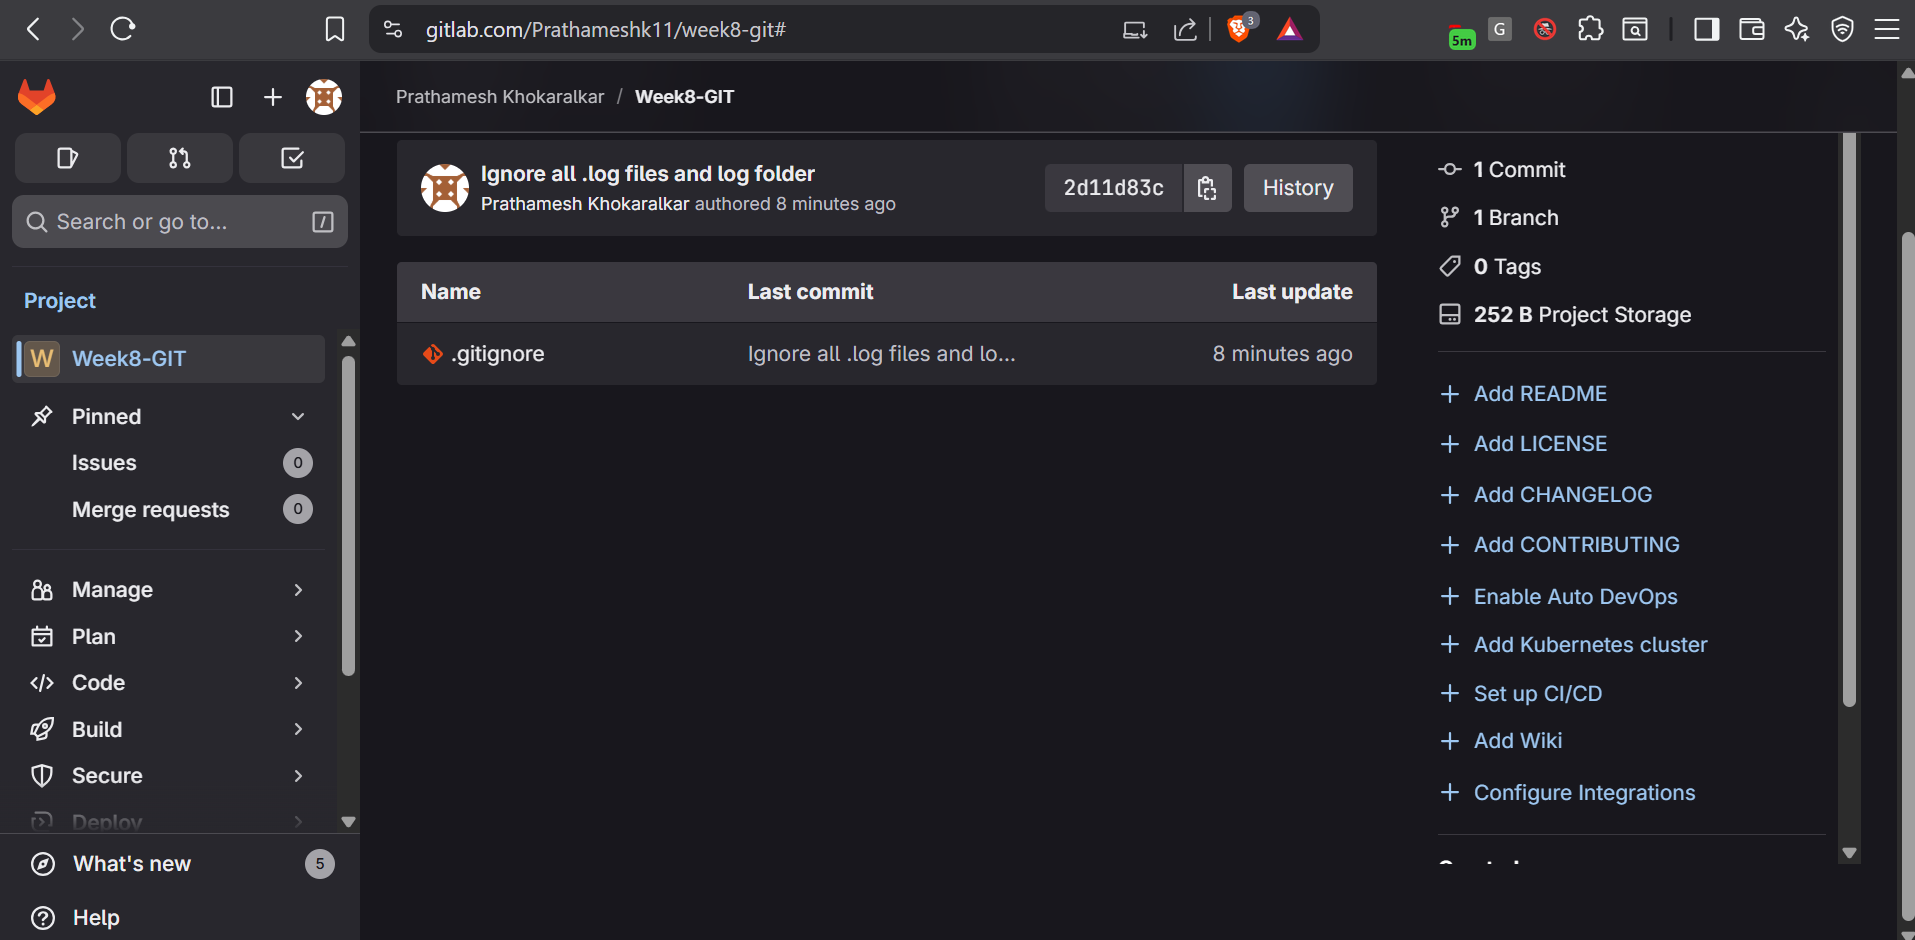 gitlab.com/Prathameshk11/week8-git#
3
5m
G
Prathamesh Khokaralkar / Week8-GIT
Search or go to...
/
Project
W Week8-GIT
Pinned
Issues 0
Merge requests 0
Manage
Plan
Code
Build
Secure
Deploy
What's new 5
Help
Ignore all .log files and log folder
Prathamesh Khokaralkar authored 8 minutes ago
2d11d83c
History
Name Last commit Last update
.gitignore Ignore all .log files and lo... 8 minutes ago
1 Commit
1 Branch
0 Tags
252 B Project Storage
Add README
Add LICENSE
Add CHANGELOG
Add CONTRIBUTING
Enable Auto DevOps
Add Kubernetes cluster
Set up CI/CD
Add Wiki
Configure Integrations